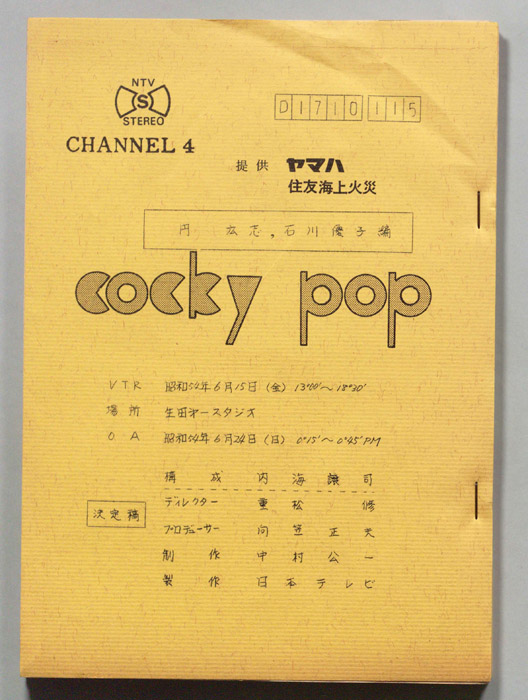 NTV
S
STEREO
CHANNEL 4
D1710115
提供 ヤマハ
住友海上火災
円 広志, 石川優子編
cocky pop
VTR 昭和54年6月15日(金) 13°00'~18°30'
場所 生田オースタジオ
OA 昭和54年6月24日(日) 0°15'~0°45'PM
構成 内海譲司
ディレクター 重松 修
決定稿
プロデューサー 向笠正夫
制作 中村公一
製作 日本テレビ